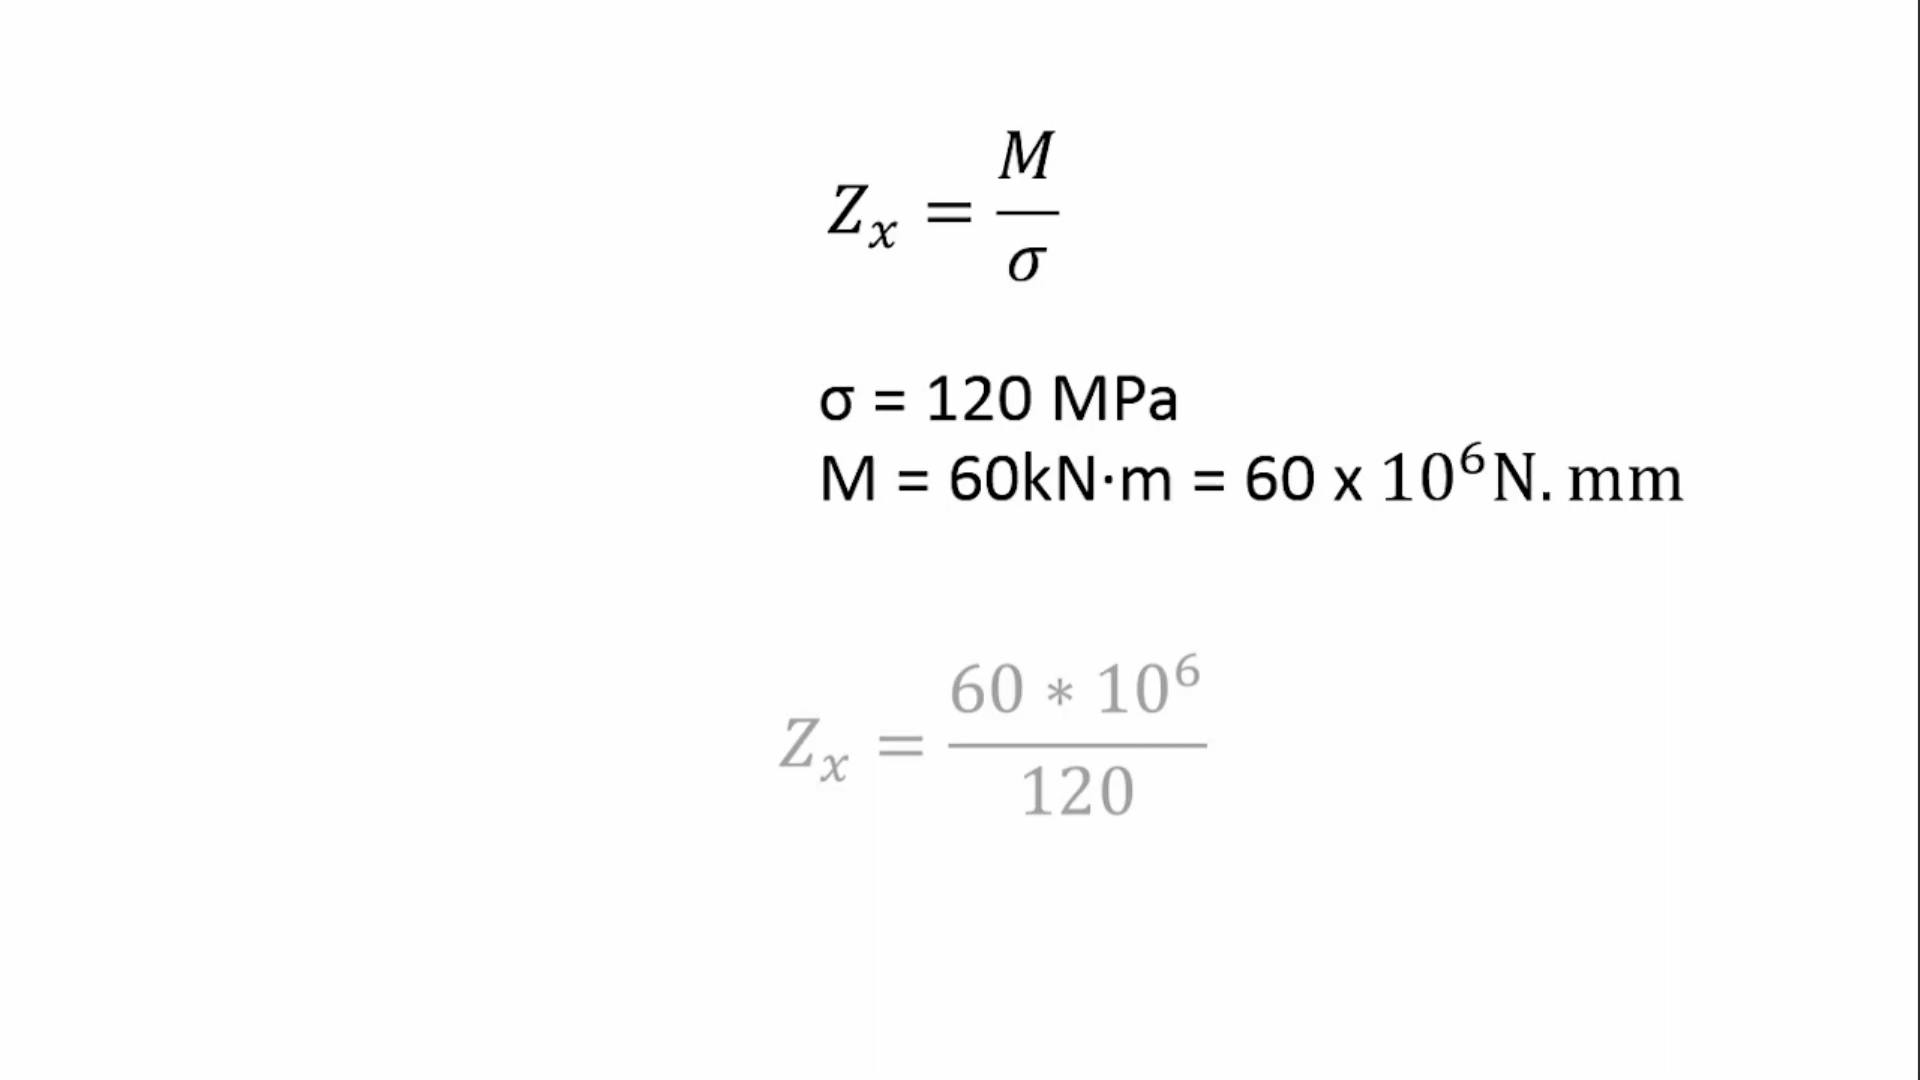 Zₓ = M/σ
σ = 120 MPa
M = 60kN·m = 60 x 10⁶N. mm
Zₓ = 60 * 10⁶/120